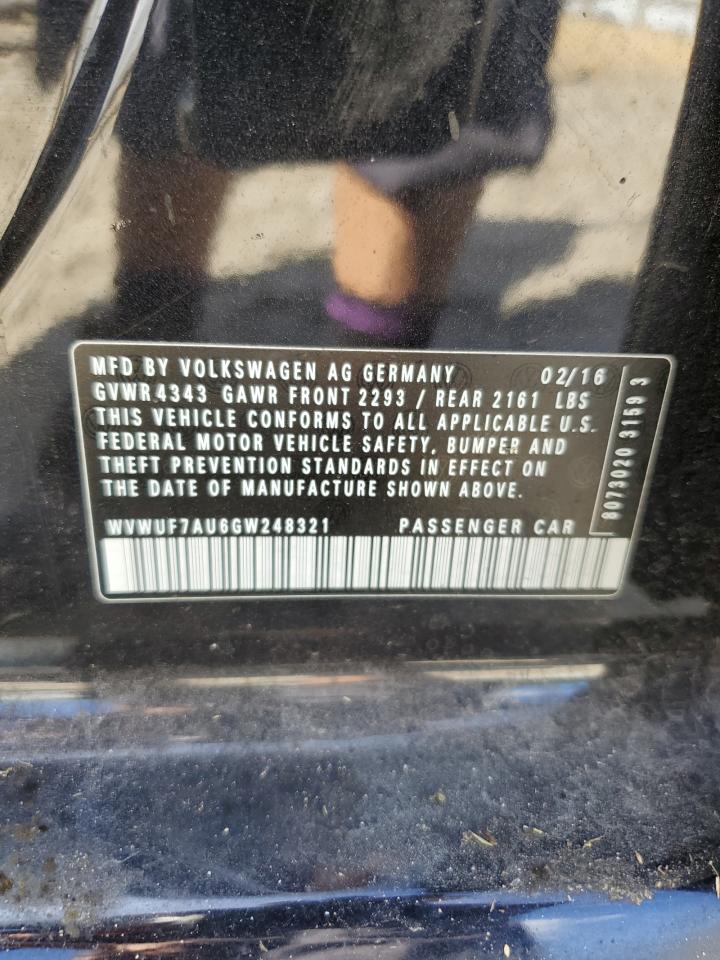 MFD BY VOLKSWAGEN AG GERMANY 02/16
GVWR 4343 GAWR FRONT 2293 / REAR 2161 LBS
THIS VEHICLE CONFORMS TO ALL APPLICABLE U.S.
FEDERAL MOTOR VEHICLE SAFETY, BUMPER AND
THEFT PREVENTION STANDARDS IN EFFECT ON
THE DATE OF MANUFACTURE SHOWN ABOVE.
WVWUF7AU6GW248321 PASSENGER CAR
8073020 3159 3